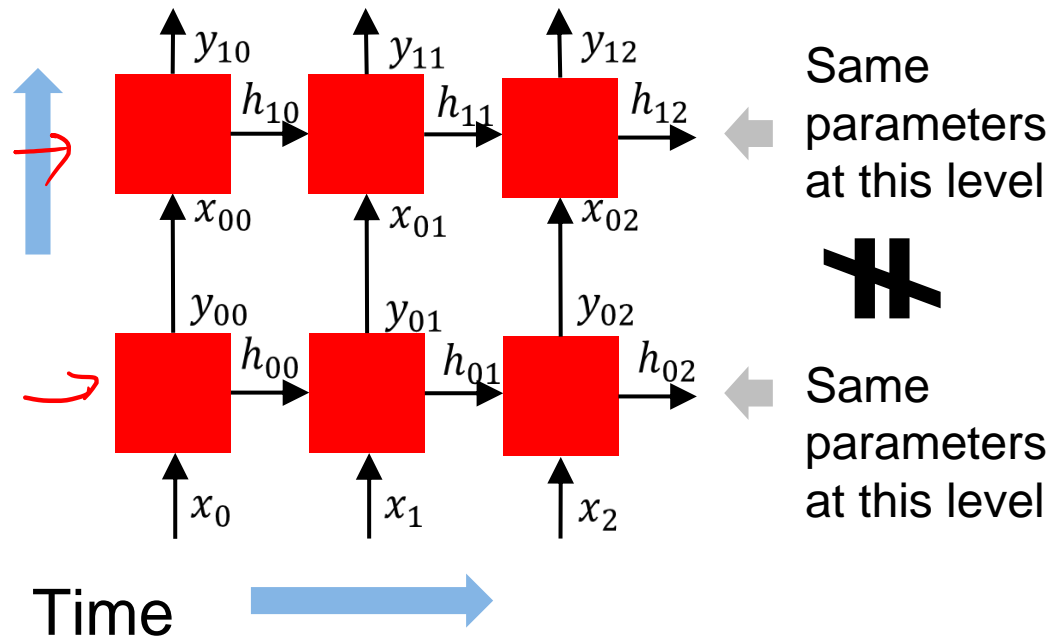 y₁₀ y₁₁ y₁₂
h₁₀ h₁₁ h₁₂
x₀₀ x₀₁ x₀₂
y₀₀ y₀₁ y₀₂
h₀₀ h₀₁ h₀₂
x₀ x₁ x₂
Same
parameters
at this level
≠
Same
parameters
at this level
Time